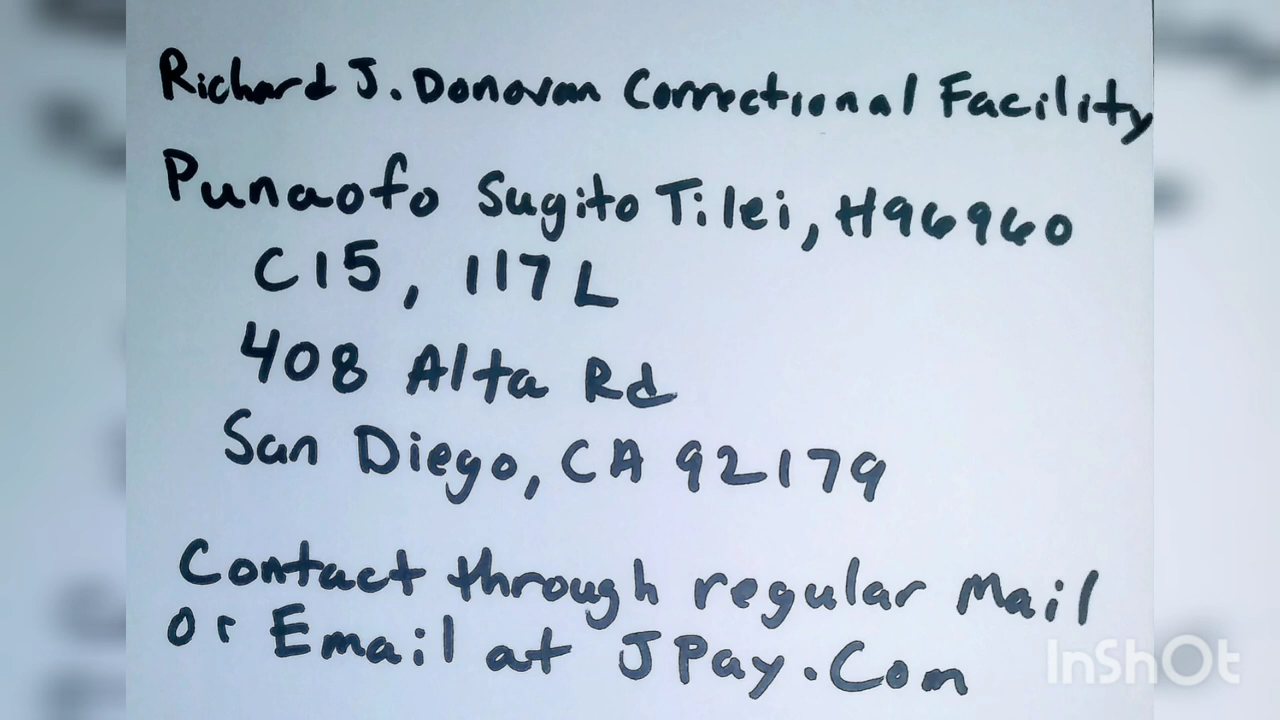 Richard J. Donovan Correctional Facility
Punaofo Sugito Tilei, H96960
C15, 117L
408 Alta Rd
San Diego, CA 92179
Contact through regular Mail
or Email at JPay.Com
InShOt